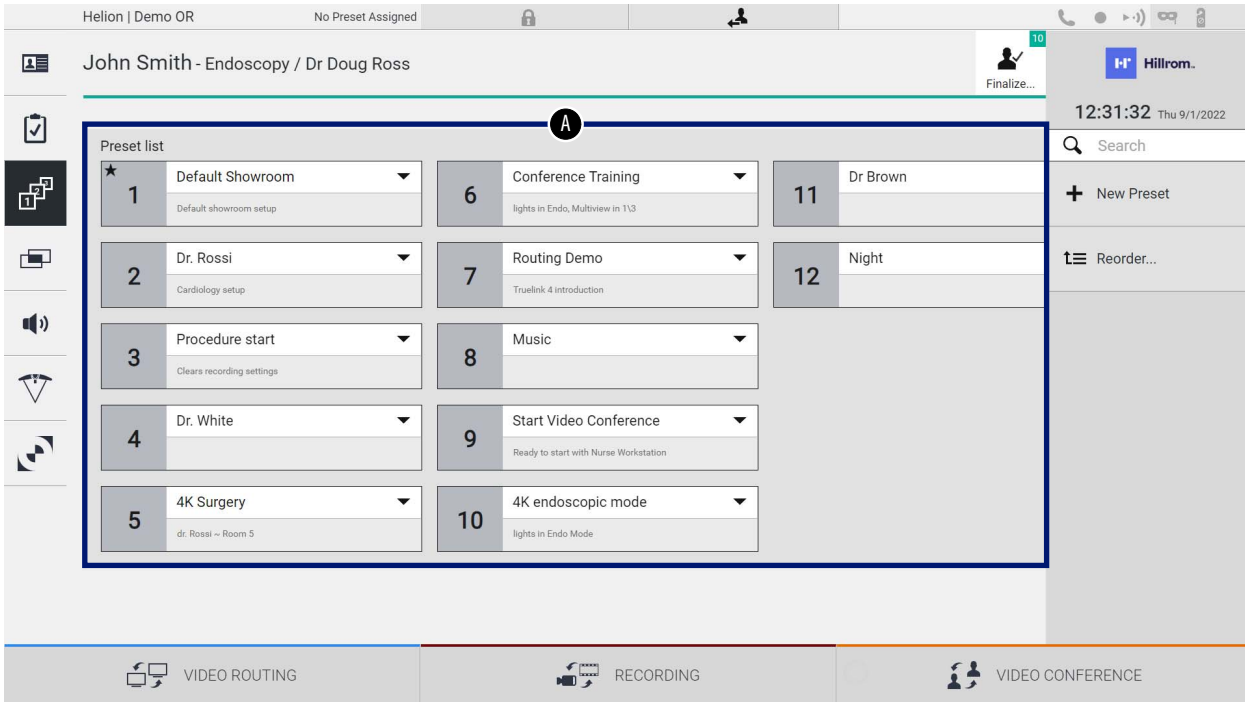 Helion | Demo OR
No Preset Assigned
John Smith - Endoscopy / Dr Doug Ross
10
Finalize...
Hillrom™
12:31:32 Thu 9/1/2022
Search
New Preset
Reorder...
A
Preset list
1
Default Showroom
Default showroom setup
2
Dr. Rossi
Cardiology setup
3
Procedure start
Clears recording settings
4
Dr. White
5
4K Surgery
dr. Rossi ~ Room 5
6
Conference Training
lights in Endo, Multiview in 1\3
7
Routing Demo
Truelink 4 introduction
8
Music
9
Start Video Conference
Ready to start with Nurse Workstation
10
4K endoscopic mode
lights in Endo Mode
11
Dr Brown
12
Night
VIDEO ROUTING
RECORDING
VIDEO CONFERENCE